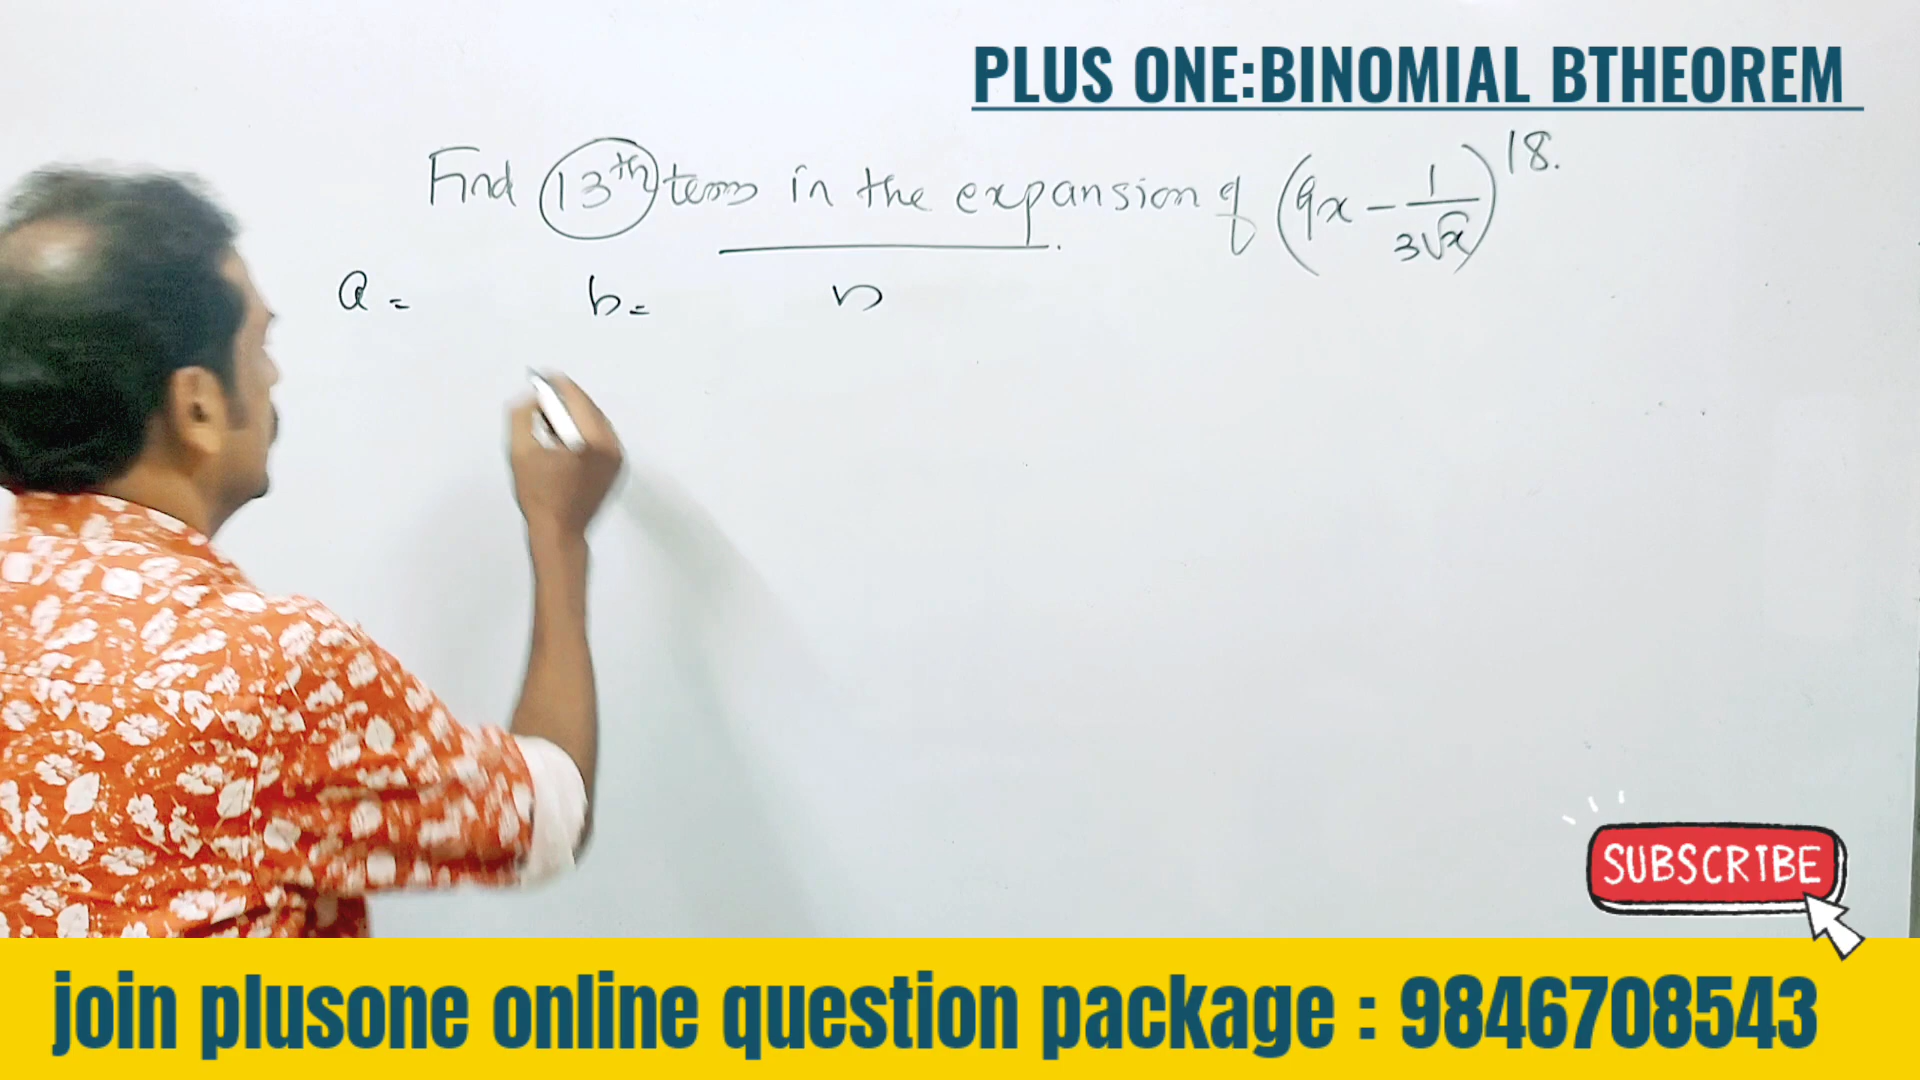 PLUS ONE:BINOMIAL BTHEOREM
Find 13th term in the expansion of (9x - 1/3√x)^18.
a = b = n
SUBSCRIBE
join plusone online question package : 9846708543